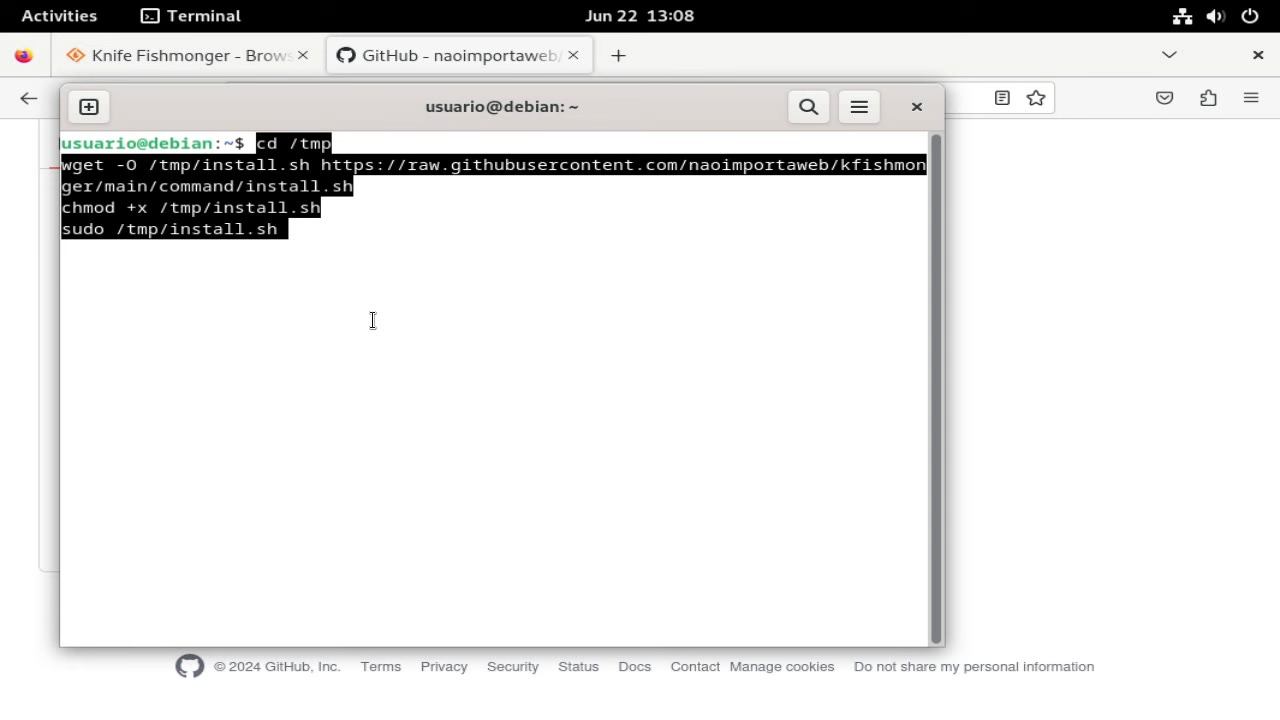 Activities
Terminal
Jun 22 13:08
Knife Fishmonger - Brows
GitHub - naoimportaweb/
usuario@debian: ~
usuario@debian:~$ cd /tmp
wget -O /tmp/install.sh https://raw.githubusercontent.com/naoimportaweb/kfishmon
ger/main/command/install.sh
chmod +x /tmp/install.sh
sudo /tmp/install.sh
© 2024 GitHub, Inc. Terms Privacy Security Status Docs Contact Manage cookies Do not share my personal information